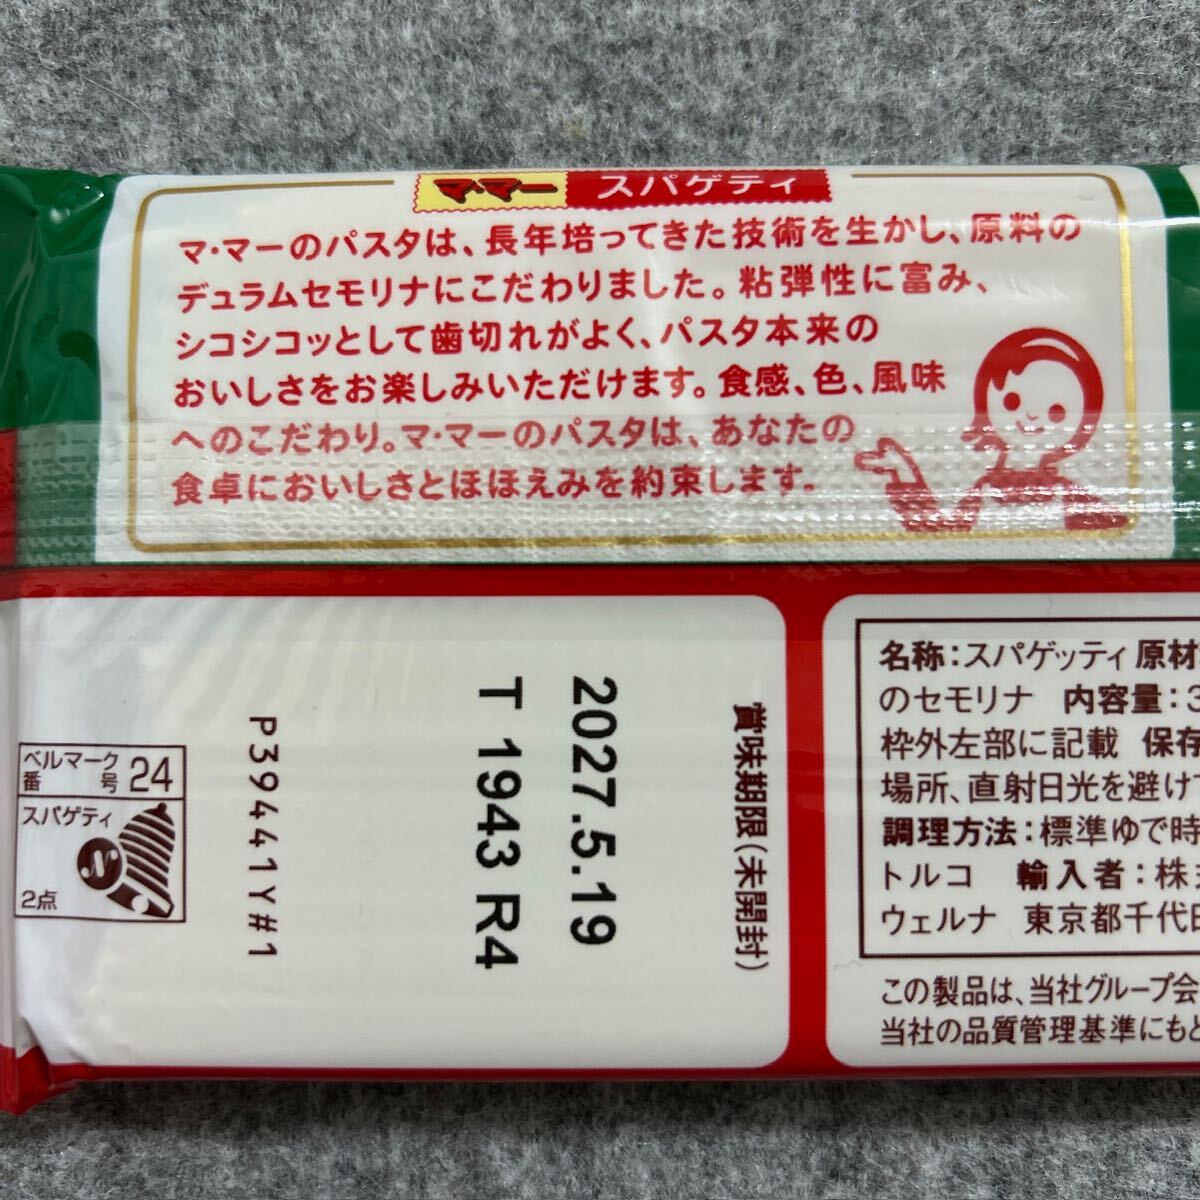 マ・マー スパゲティ
マ・マーのパスタは、長年培ってきた技術を生かし、原料の
デュラムセモリナにこだわりました。粘弾性に富み、
シコシコッとして歯切れがよく、パスタ本来の
おいしさをお楽しみいただけます。食感、色、風味
へのこだわり。マ・マーのパスタは、あなたの
食卓においしさとほほえみを約束します。
賞味期限(未開封)
2027.5.19
T 1943 R4
P39441Y#1
ベルマーク
番号 24
スパゲティ
2点
名称:スパゲッティ 原材
のセモリナ 内容量:3
枠外左部に記載 保存
場所、直射日光を避け
調理方法:標準ゆで時
トルコ 輸入者:株
ウェルナ 東京都千代
この製品は、当社グループ会
当社の品質管理基準にもと